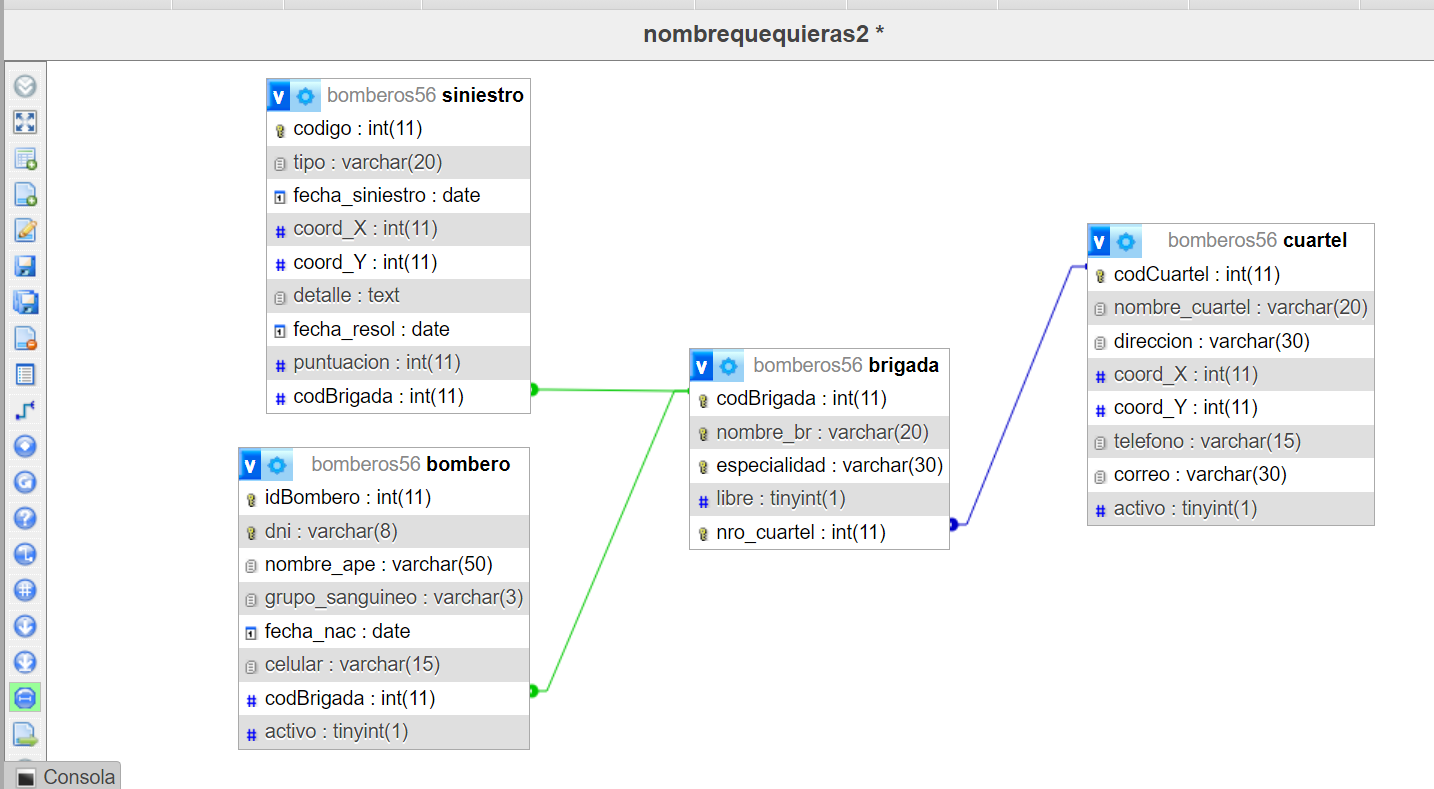 nombrequequieras2 *
v bomberos56 siniestro
codigo : int(11)
tipo : varchar(20)
fecha_siniestro : date
# coord_X : int(11)
# coord_Y : int(11)
detalle : text
fecha_resol : date
# puntuacion : int(11)
# codBrigada : int(11)
v bomberos56 bombero
idBombero : int(11)
dni : varchar(8)
nombre_ape : varchar(50)
grupo_sanguineo : varchar(3)
fecha_nac : date
celular : varchar(15)
# codBrigada : int(11)
# activo : tinyint(1)
v bomberos56 brigada
codBrigada : int(11)
nombre_br : varchar(20)
especialidad : varchar(30)
# libre : tinyint(1)
nro_cuartel : int(11)
v bomberos56 cuartel
codCuartel : int(11)
nombre_cuartel : varchar(20)
direccion : varchar(30)
# coord_X : int(11)
# coord_Y : int(11)
telefono : varchar(15)
correo : varchar(30)
# activo : tinyint(1)
Consola